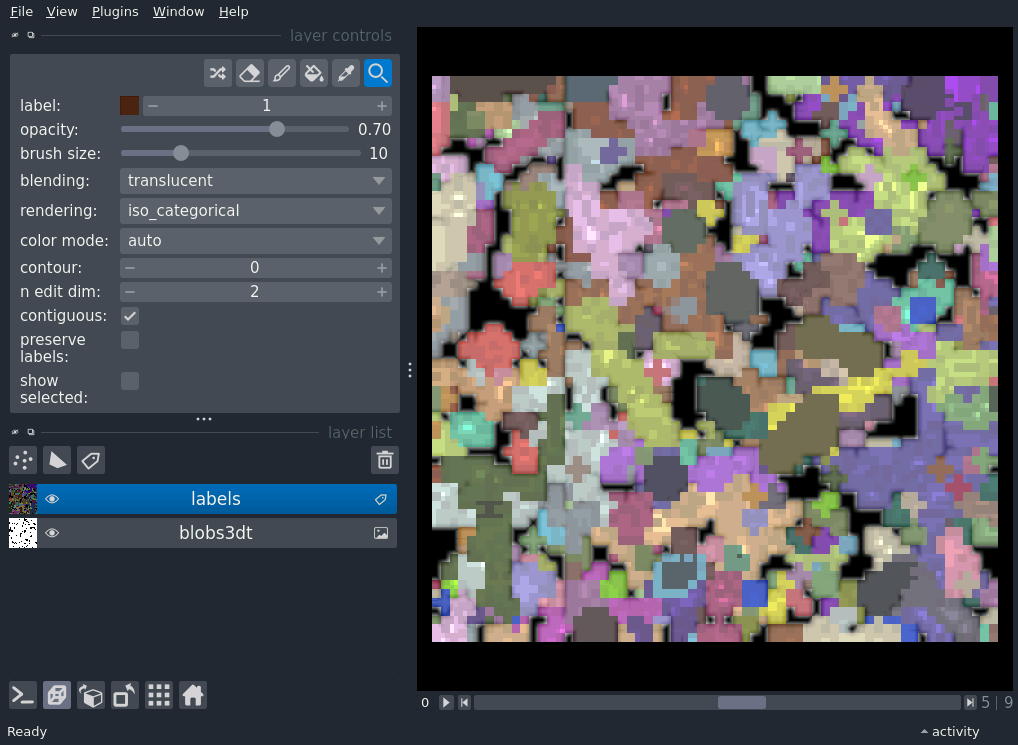 File View Plugins Window Help
layer controls
label: 1
opacity: 0.70
brush size: 10
blending: translucent
rendering: iso_categorical
color mode: auto
contour: 0
n edit dim: 2
contiguous:
preserve
labels:
show
selected:
layer list
labels
blobs3dt
0 5 | 9
Ready activity